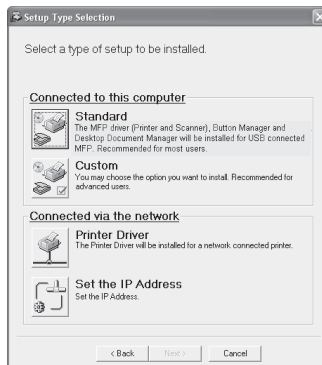 Setup Type Selection
Select a type of setup to be installed.
Connected to this computer
Standard
The MFP driver (Printer and Scanner), Button Manager and
Desktop Document Manager will be installed for USB connected
MFP. Recommended for most users.
Custom
You may choose the option you want to install. Recommended for
advanced users.
Connected via the network
Printer Driver
The Printer Driver will be installed for a network connected printer.
Set the IP Address
Set the IP Address.
< Back
Next >
Cancel